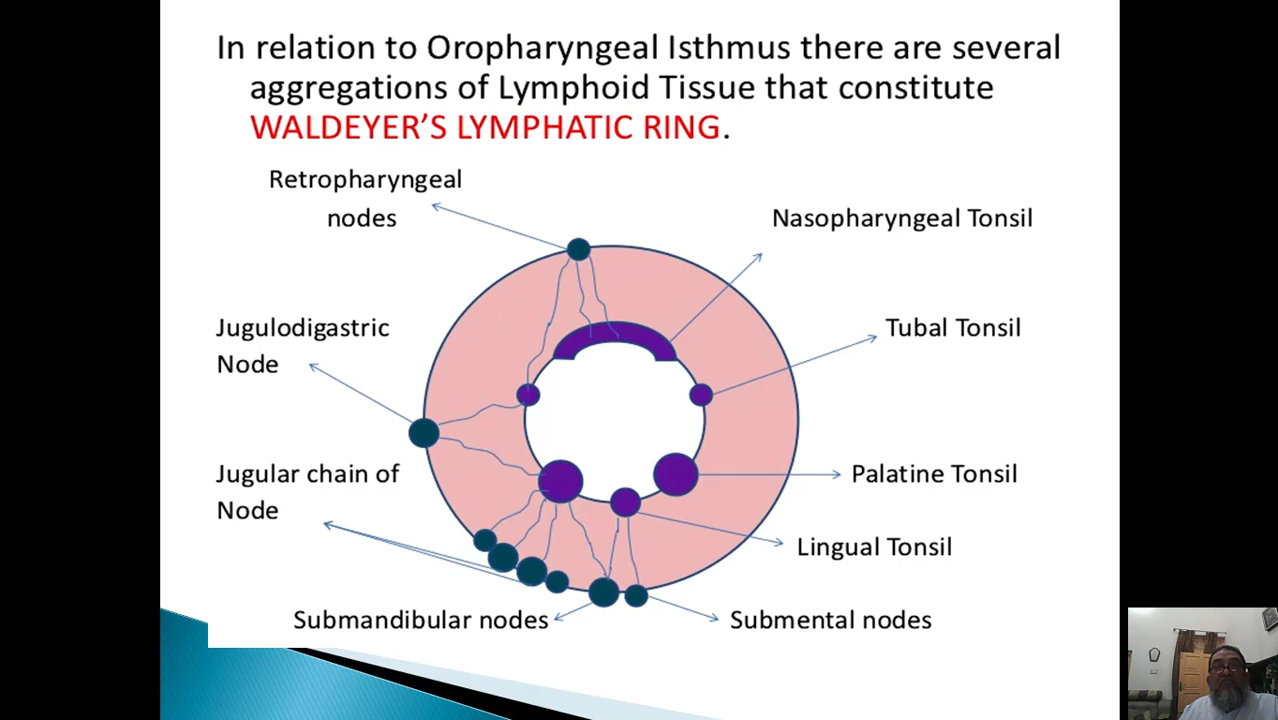 In relation to Oropharyngeal Isthmus there are several
aggregations of Lymphoid Tissue that constitute
WALDEYER’S LYMPHATIC RING.
Retropharyngeal
nodes
Nasopharyngeal Tonsil
Jugulodigastric
Node
Tubal Tonsil
Jugular chain of
Node
Palatine Tonsil
Lingual Tonsil
Submandibular nodes
Submental nodes